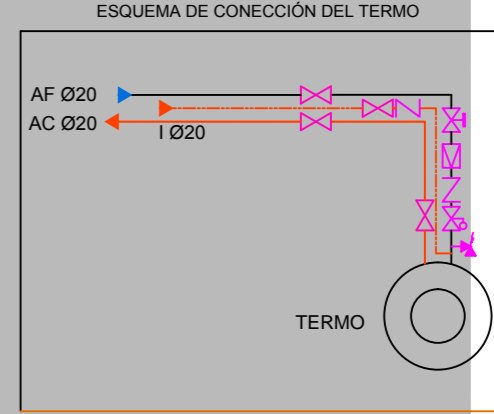 ESQUEMA DE CONECCIÓN DEL TERMO
AF Ø20
AC Ø20
I Ø20
TERMO